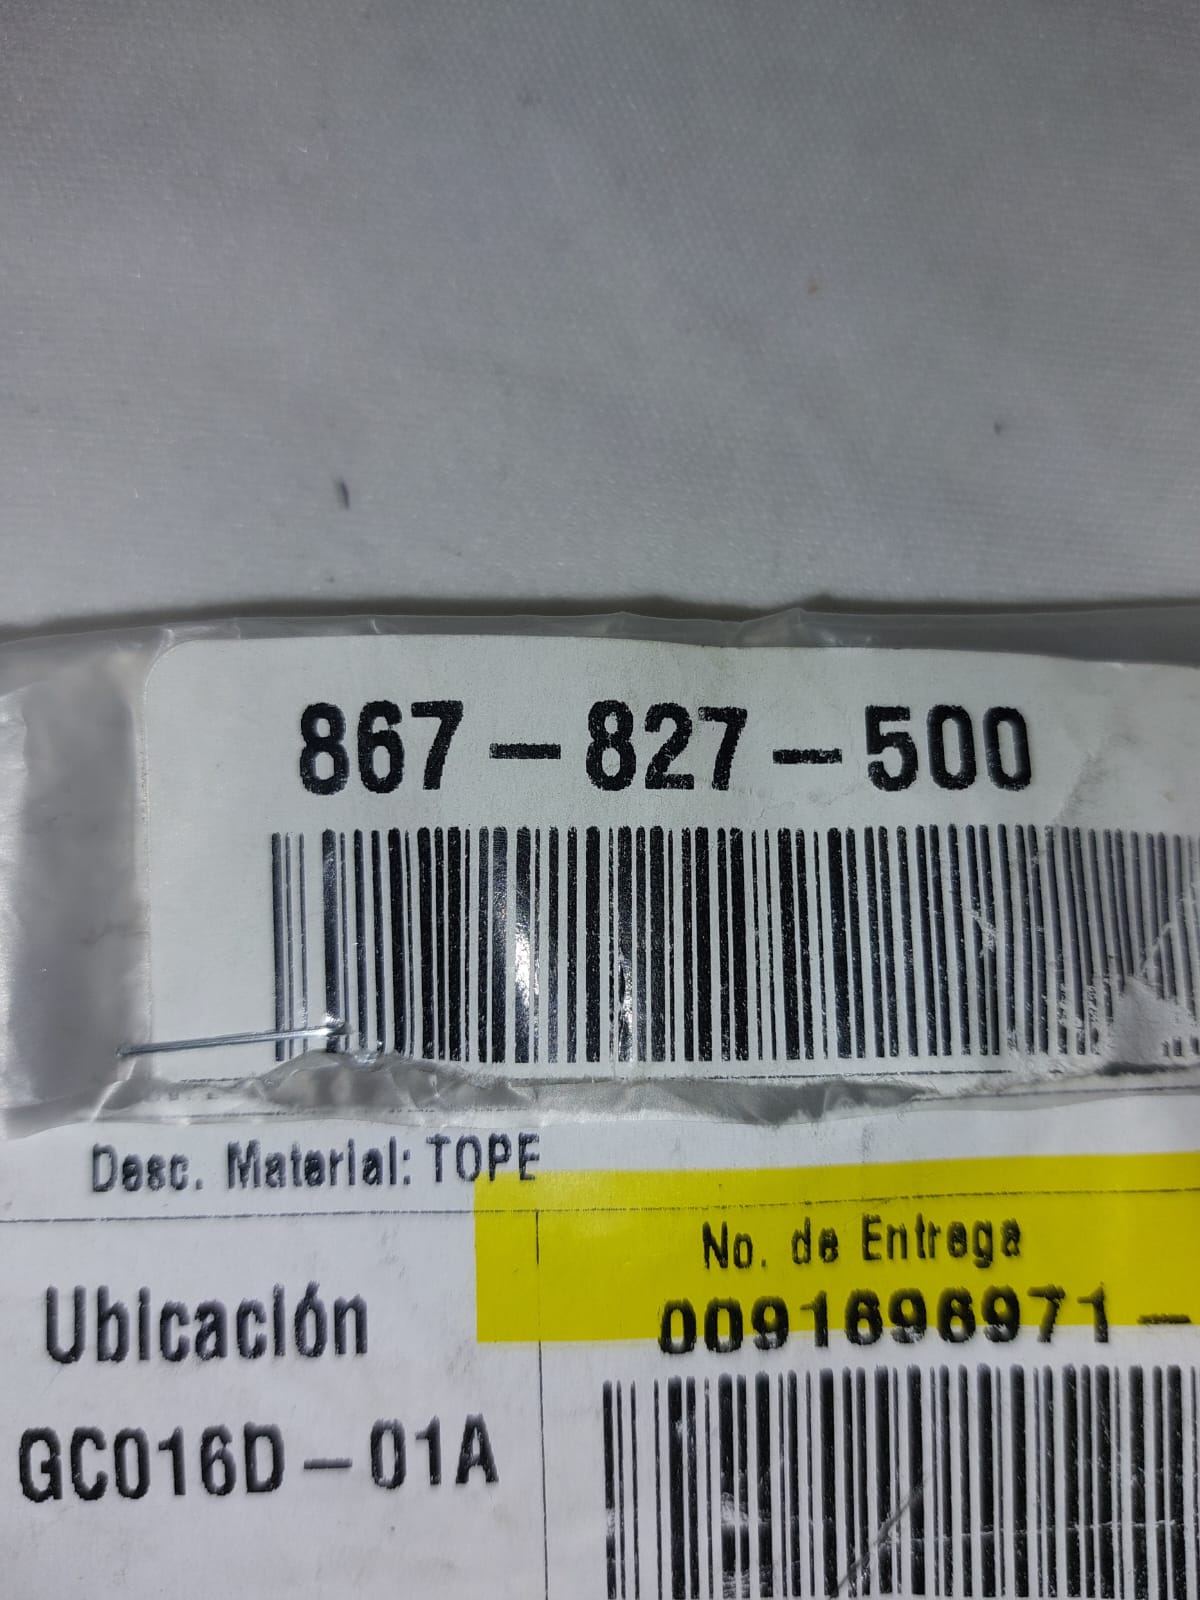 867-827-500
Desc. Material: TOPE
No. de Entrega
0091696971-
Ubicación
GC016D-01A